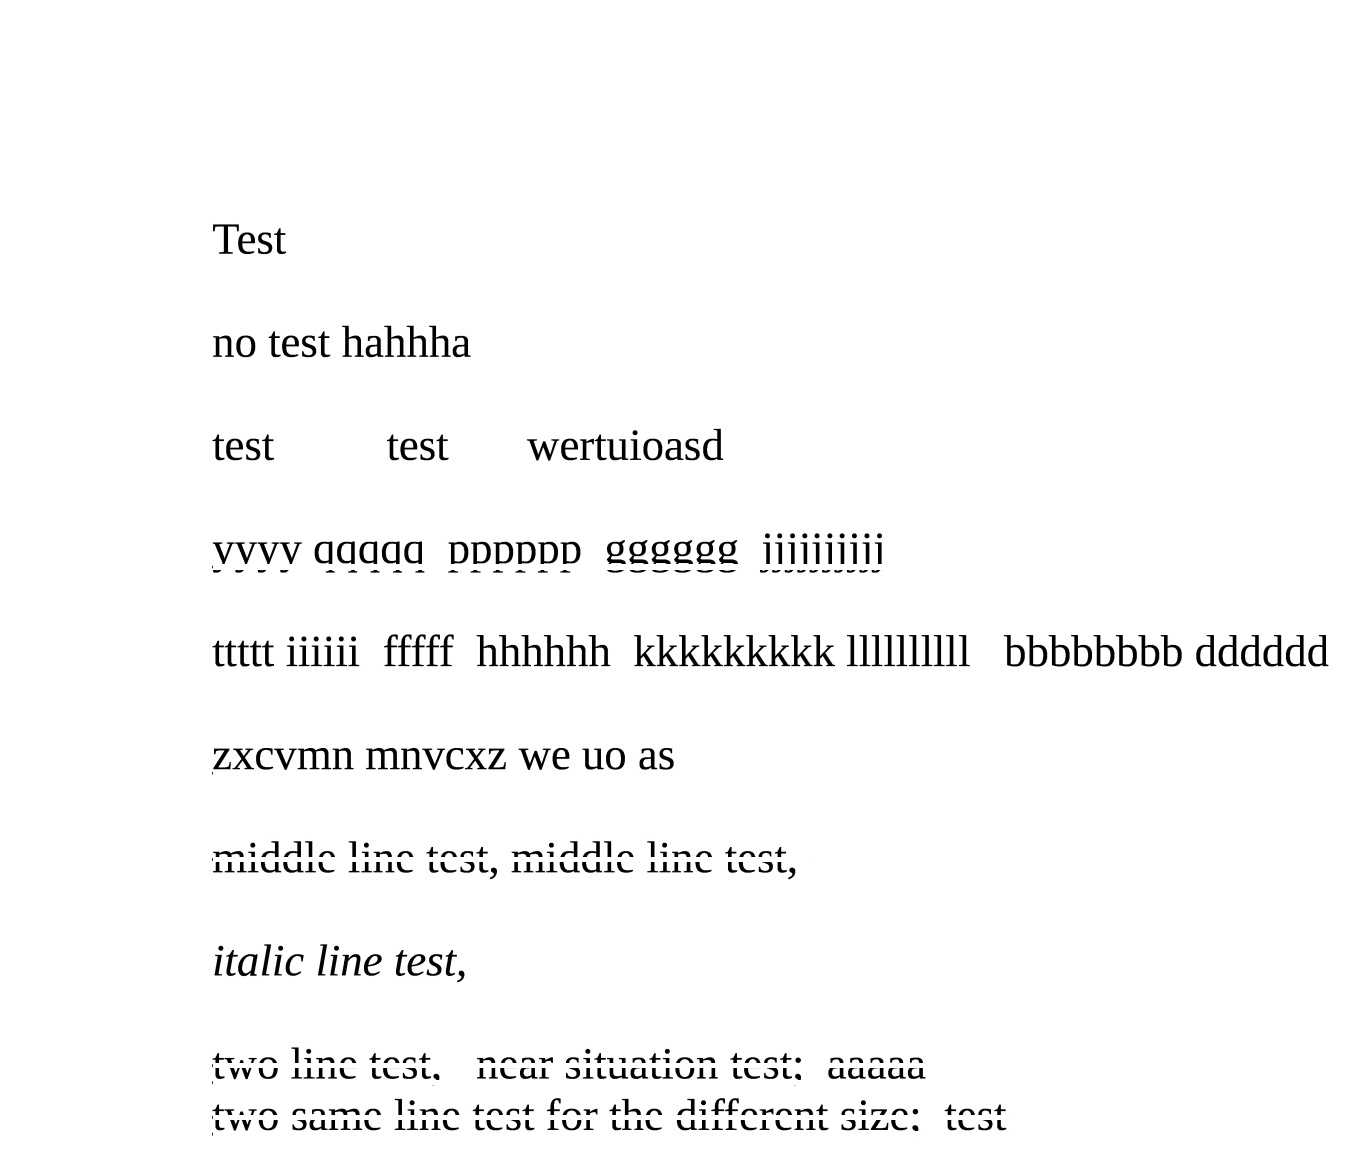 Test
no test hahhha
test test wertuioasd
yyyy qqqqq pppppp gggggg jjjjjjjjjj
ttttt iiiiii fffff hhhhhh kkkkkkkkk llllllllll bbbbbbbb dddddd
zxcvmn mnvcxz we uo as
middle line test, middle line test,
italic line test,
two line test, near situation test; aaaaa
two same line test for the different size; test